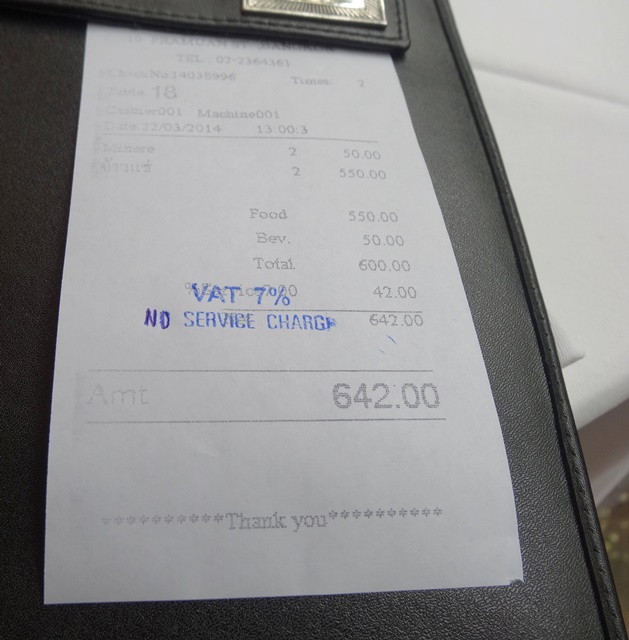 TEL : 02-2364361
CheckNo14038996 Times: 2
Table 18
Cashier001 Machine001
Date 12/03/2014 13:00:3
Minere 2 50.00
ข้าวแช่ 2 550.00
Food 550.00
Bev. 50.00
Total 600.00
VAT 7% 42.00
NO SERVICE CHARGE 642.00
Amt 642.00
**********Thank you**********